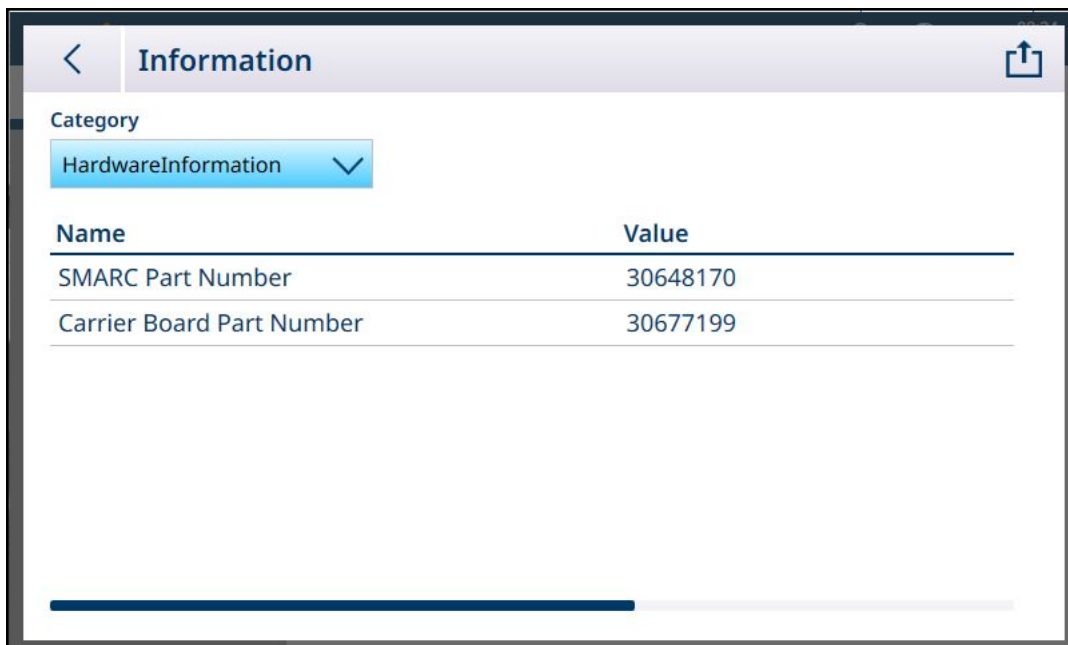 Information
Category
HardwareInformation
Name Value
SMARC Part Number 30648170
Carrier Board Part Number 30677199